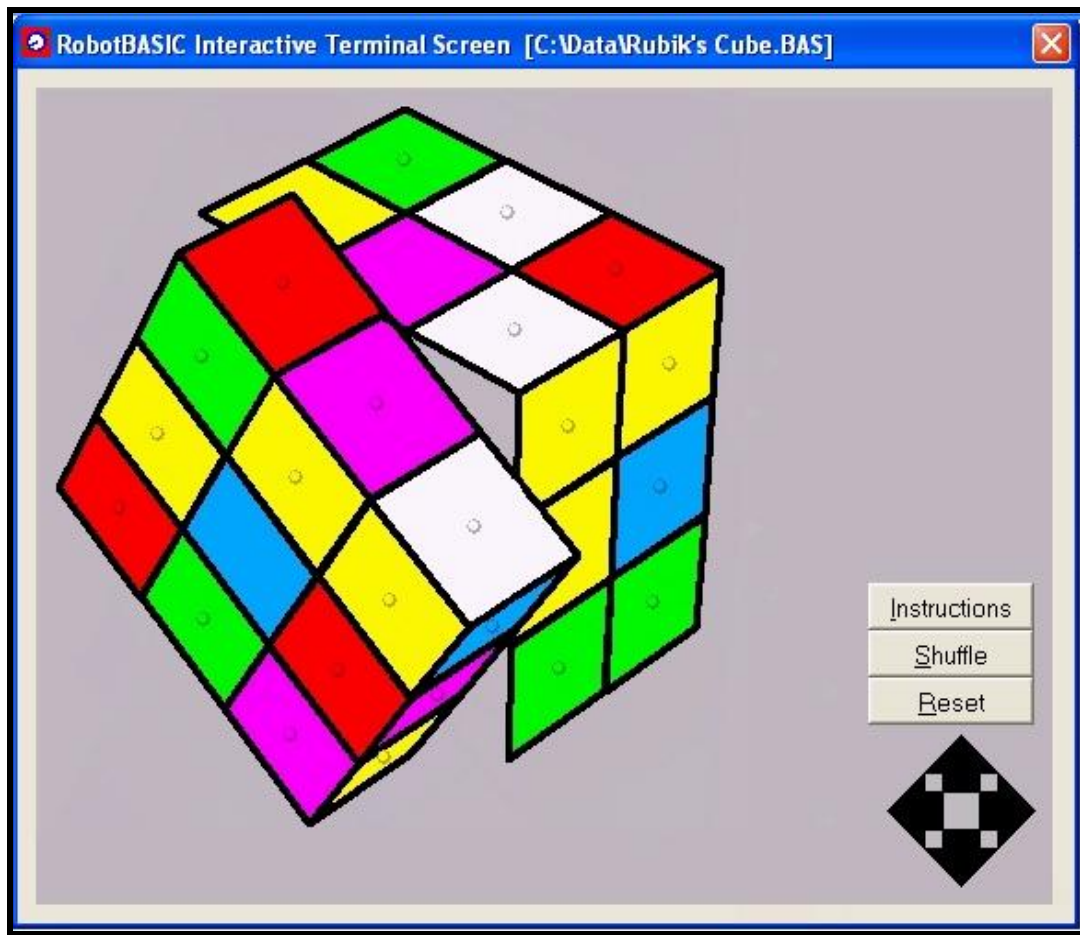 RobotBASIC Interactive Terminal Screen [C:\Data\Rubik's Cube.BAS]
Instructions
Shuffle
Reset